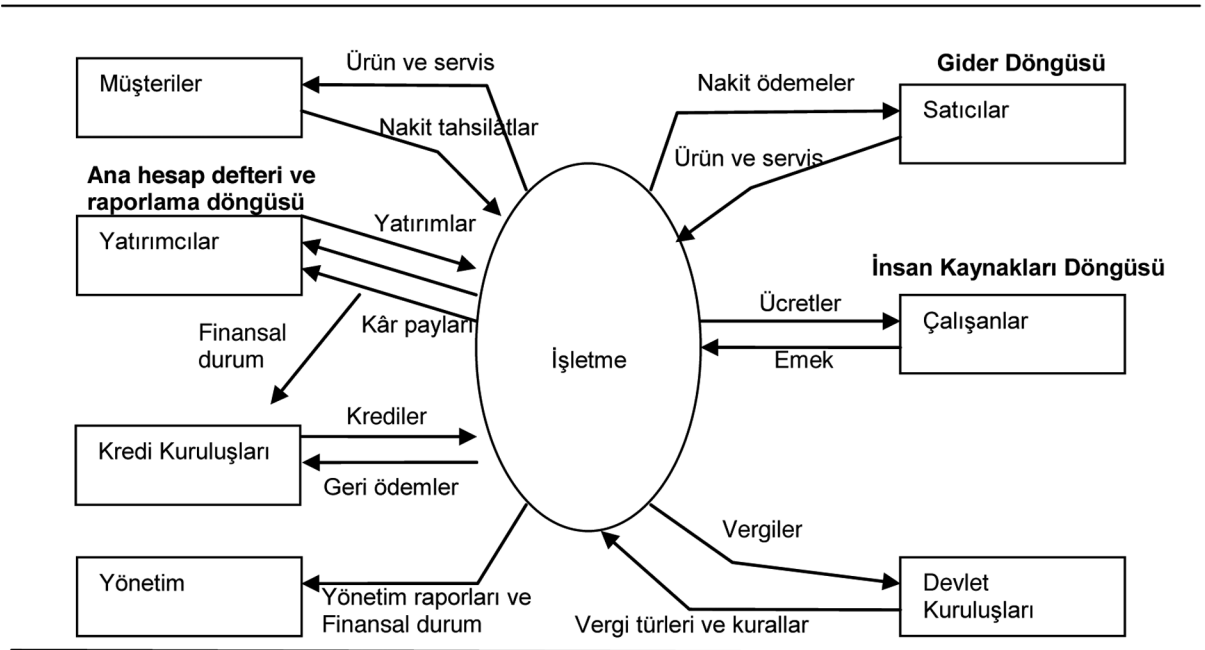 Müşteriler
Ürün ve servis
Nakit tahsilâtlar
Ana hesap defteri ve
raporlama döngüsü
Yatırımcılar
Yatırımlar
Kâr payları
Finansal
durum
Kredi Kuruluşları
Krediler
Geri ödemler
Yönetim
Yönetim raporları ve
Finansal durum
İşletme
Gider Döngüsü
Nakit ödemeler
Satıcılar
Ürün ve servis
İnsan Kaynakları Döngüsü
Ücretler
Çalışanlar
Emek
Vergiler
Devlet
Kuruluşları
Vergi türleri ve kurallar